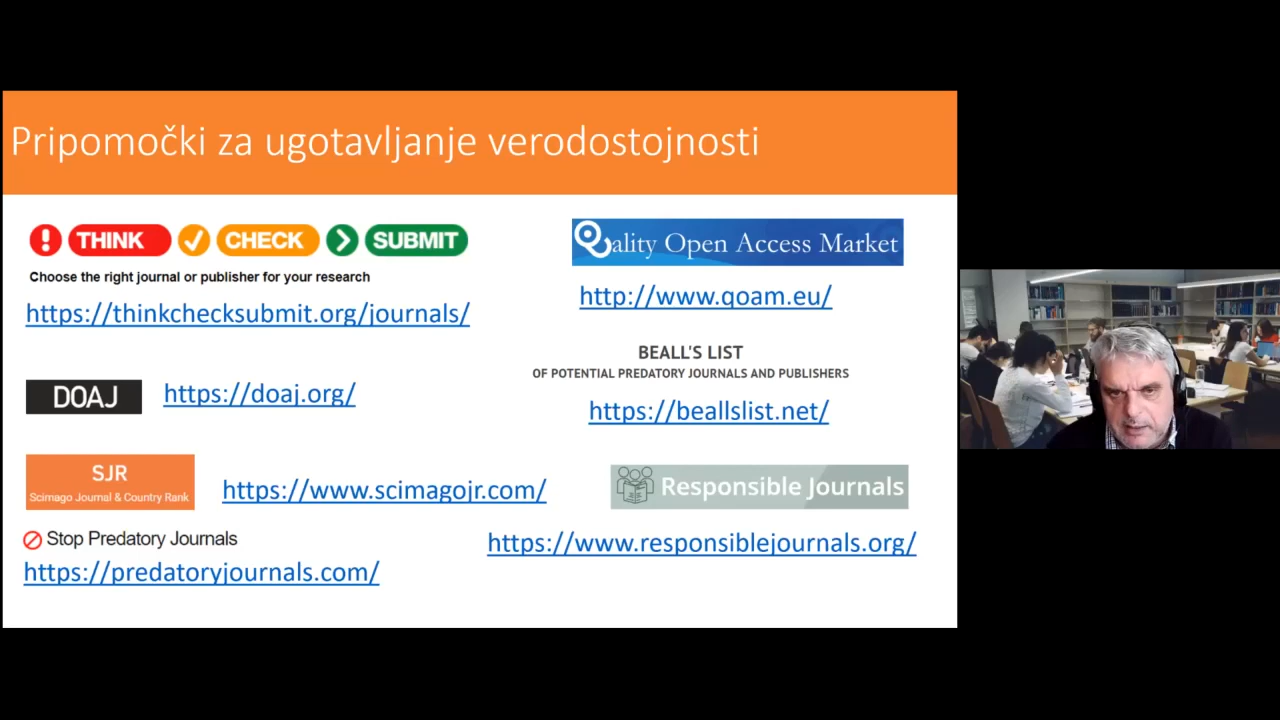 Pripomočki za ugotavljanje verodostojnosti
! THINK CHECK SUBMIT
Choose the right journal or publisher for your research
https://thinkchecksubmit.org/journals/
DOAJ https://doaj.org/
SJR
Scimago Journal & Country Rank
https://www.scimagojr.com/
Stop Predatory Journals
https://predatoryjournals.com/
Quality Open Access Market
http://www.qoam.eu/
BEALL'S LIST
OF POTENTIAL PREDATORY JOURNALS AND PUBLISHERS
https://beallslist.net/
Responsible Journals
https://www.responsiblejournals.org/